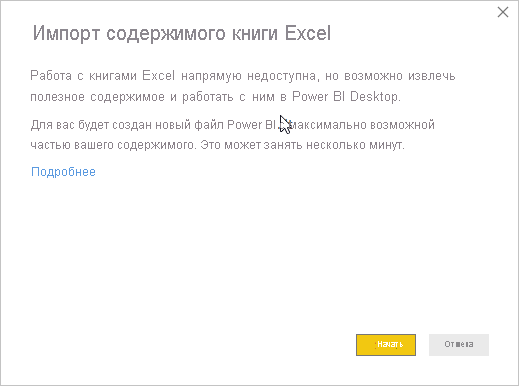 Импорт содержимого книги Excel
Работа с книгами Excel напрямую недоступна, но возможно извлечь
полезное содержимое и работать с ним в Power BI Desktop.
Для вас будет создан новый файл Power BI с максимально возможной
частью вашего содержимого. Это может занять несколько минут.
Подробнее
Начать
Отмена